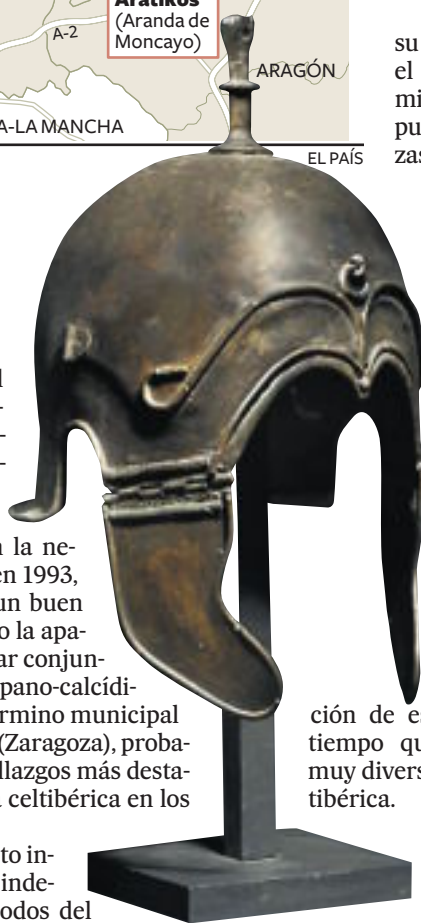 Aratikos
(Aranda de
Moncayo)
A-2
ARAGÓN
A-LA MANCHA
EL PAÍS
su
el
mi
pu
zas
n la ne-
en 1993,
un buen
o la apa-
ar conjun-
pano-calcídi-
rmino municipal
(Zaragoza), proba-
llazgos más desta-
a celtibérica en los
to in-
inde-
odos del
ción de es
tiempo qu
muy divers
tibérica.